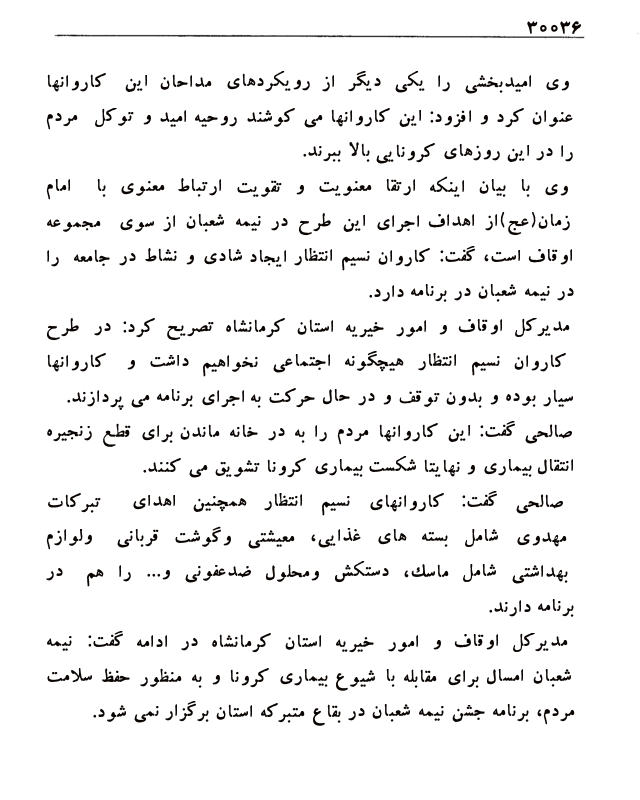 ۳۰۰۳۶
وی امیدبخشی را یکی دیگر از رویکردهای مداحان این کاروانها
عنوان کرد و افزود: این کاروانها می کوشند روحیه امید و توکل مردم
را در این روزهای کرونایی بالا ببرند.
وی با بیان اینکه ارتقا معنویت و تقویت ارتباط معنوی با امام
زمان(عج)از اهداف اجرای این طرح در نیمه شعبان از سوی مجموعه
اوقاف است، گفت: کاروان نسیم انتظار ایجاد شادی و نشاط در جامعه را
در نیمه شعبان در برنامه دارد.
مدیرکل اوقاف و امور خیریه استان کرمانشاه تصریح کرد: در طرح
کاروان نسیم انتظار هیچگونه اجتماعی نخواهیم داشت و کاروانها
سیار بوده و بدون توقف و در حال حرکت به اجرای برنامه می پردازند.
صالحی گفت: این کاروانها مردم را به در خانه ماندن برای قطع زنجیره
انتقال بیماری و نهایتا شکست بیماری کرونا تشویق می کنند.
صالحی گفت: کاروانهای نسیم انتظار همچنین اهدای تبرکات
مهدوی شامل بسته های غذایی، معیشتی وگوشت قربانی ولوازم
بهداشتی شامل ماسك، دستکش ومحلول ضدعفونی و... را هم در
برنامه دارند.
مدیرکل اوقاف و امور خیریه استان کرمانشاه در ادامه گفت: نیمه
شعبان امسال برای مقابله با شیوع بیماری کرونا و به منظور حفظ سلامت
مردم، برنامه جشن نیمه شعبان در بقاع متبرکه استان برگزار نمی شود.